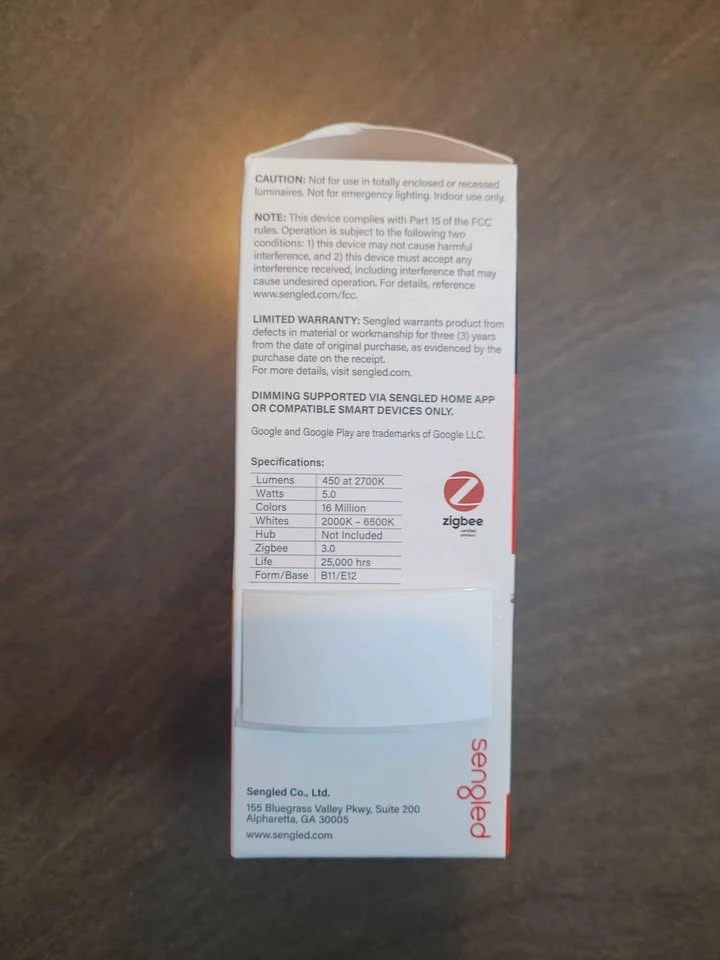 CAUTION: Not for use in totally enclosed or recessed
luminaires. Not for emergency lighting. Indoor use only.
NOTE: This device complies with Part 15 of the FCC
rules. Operation is subject to the following two
conditions: 1) this device may not cause harmful
interference, and 2) this device must accept any
interference received, including interference that may
cause undesired operation. For details, reference
www.sengled.com/fcc.
LIMITED WARRANTY: Sengled warrants product from
defects in material or workmanship for three (3) years
from the date of original purchase, as evidenced by the
purchase date on the receipt.
For more details, visit sengled.com.
DIMMING SUPPORTED VIA SENGLED HOME APP
OR COMPATIBLE SMART DEVICES ONLY.
Google and Google Play are trademarks of Google LLC.
Specifications:
Lumens 450 at 2700K
Watts 5.0
Colors 16 Million
Whites 2000K - 6500K
Hub Not Included
Zigbee 3.0
Life 25,000 hrs
Form/Base B11/E12
zigbee
certified
product
sengled
Sengled Co., Ltd.
155 Bluegrass Valley Pkwy, Suite 200
Alpharetta, GA 30005
www.sengled.com